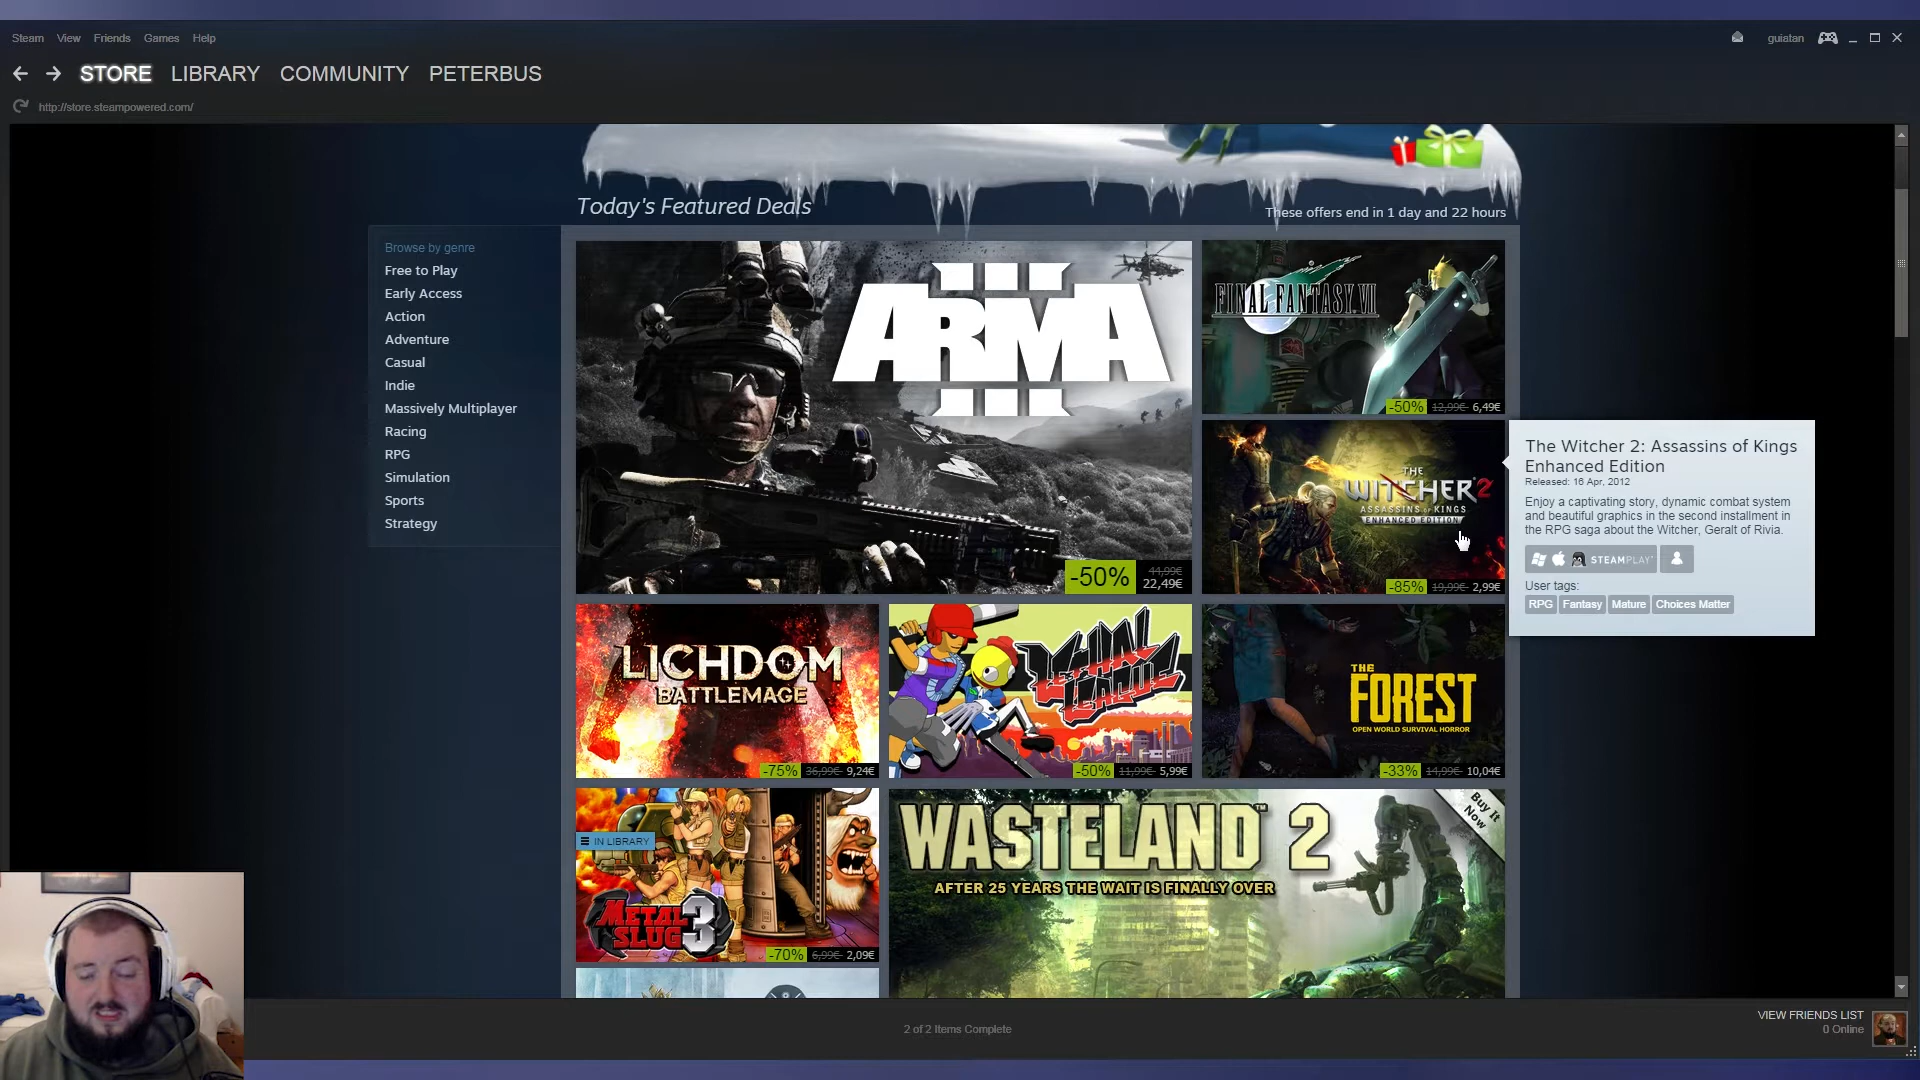 Steam View Friends Games Help
guiatan
STORE LIBRARY COMMUNITY PETERBUS
http://store.steampowered.com/
Today's Featured Deals
These offers end in 1 day and 22 hours
Browse by genre
Free to Play
Early Access
Action
Adventure
Casual
Indie
Massively Multiplayer
Racing
RPG
Simulation
Sports
Strategy
ARMA
III
-50% 44,99€ 22,49€
FINAL FANTASY VII
-50% 12,99€ 6,49€
THE
WITCHER 2
ASSASSINS OF KINGS
ENHANCED EDITION
-85% 19,99€ 2,99€
The Witcher 2: Assassins of Kings
Enhanced Edition
Released: 16 Apr, 2012
Enjoy a captivating story, dynamic combat system
and beautiful graphics in the second installment in
the RPG saga about the Witcher, Geralt of Rivia.
STEAMPLAY
User tags:
RPG Fantasy Mature Choices Matter
LICHDOM
BATTLEMAGE
-75% 36,99€ 9,24€
LETHAL
LEAGUE
-50% 11,99€ 5,99€
THE
FOREST
OPEN WORLD SURVIVAL HORROR
-33% 14,99€ 10,04€
IN LIBRARY
METAL
SLUG 3
-70% 6,99€ 2,09€
WASTELAND 2
™
AFTER 25 YEARS THE WAIT IS FINALLY OVER
Buy It
Now
2 of 2 Items Complete
VIEW FRIENDS LIST
0 Online